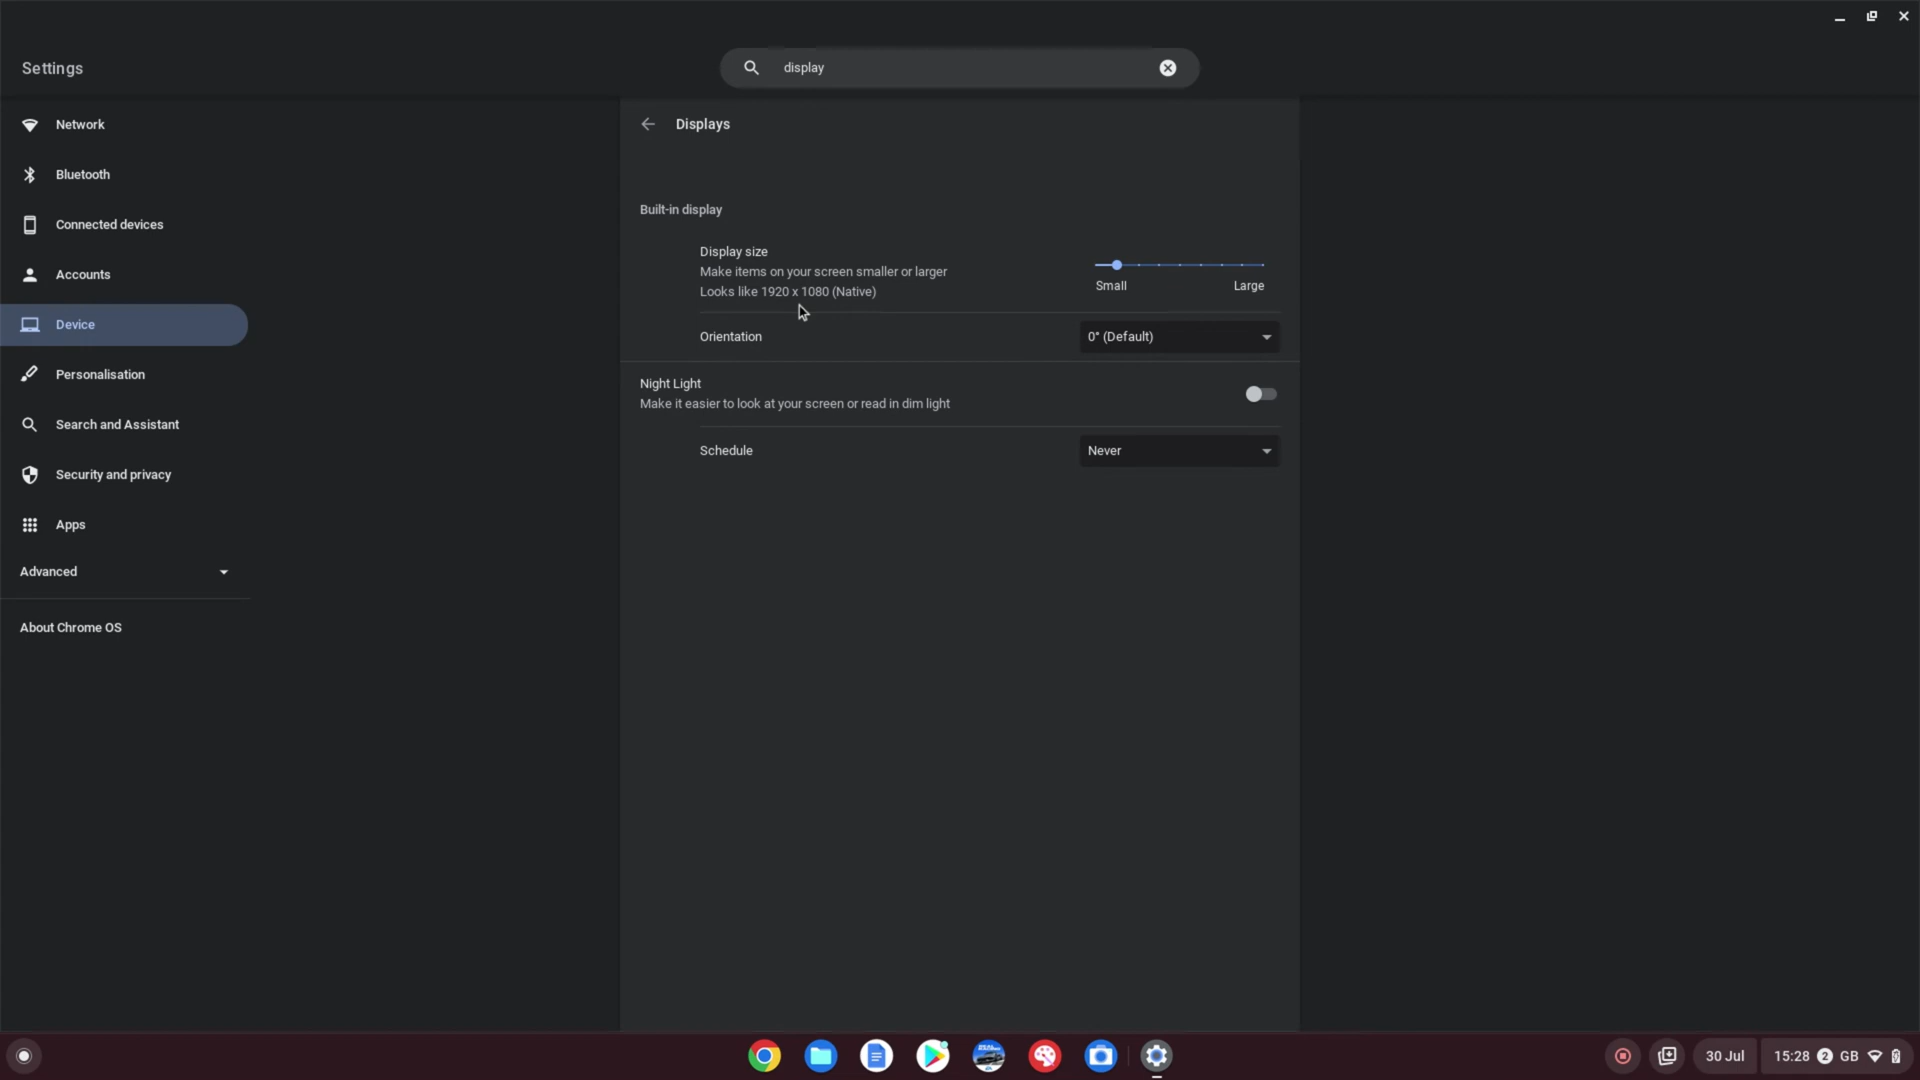 Settings
display
Network
Bluetooth
Connected devices
Accounts
Device
Personalisation
Search and Assistant
Security and privacy
Apps
Advanced
About Chrome OS
Displays
Built-in display
Display size
Make items on your screen smaller or larger
Looks like 1920 x 1080 (Native)
Small Large
Orientation 0° (Default)
Night Light
Make it easier to look at your screen or read in dim light
Schedule Never
30 Jul 15:28 2 GB